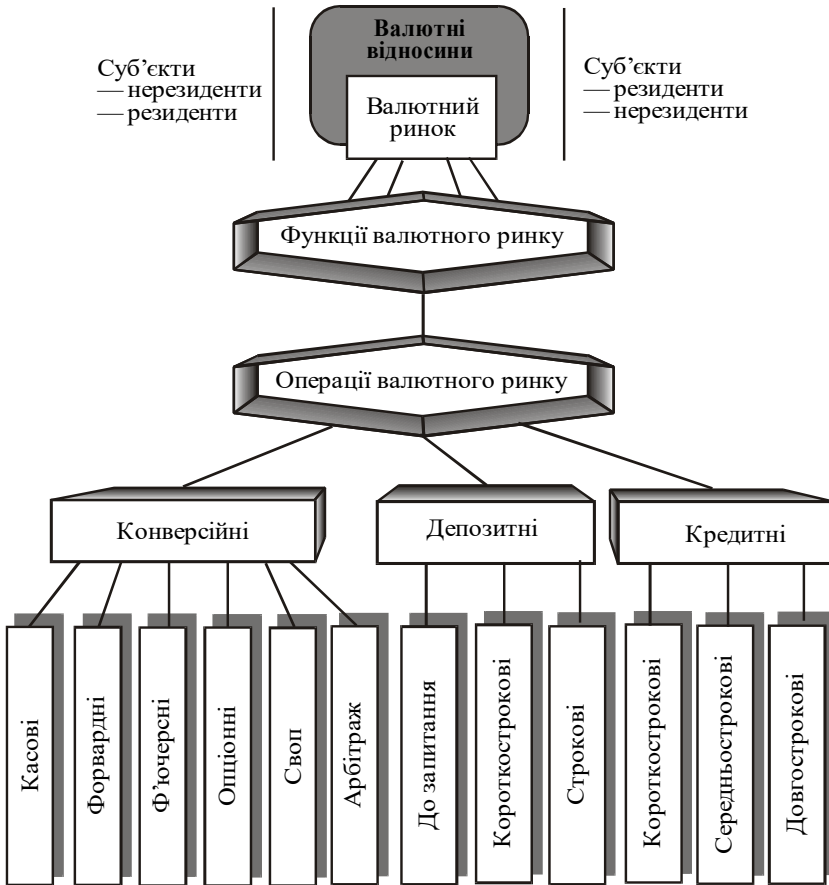 Валютні
відносини
Суб’єкти
— нерезиденти
— резиденти
Валютний
ринок
Суб’єкти
— резиденти
— нерезиденти
Функції валютного ринку
Операції валютного ринку
Конверсійні
Депозитні
Кредитні
Касові
Форвардні
Ф’ючерсні
Опціонні
Своп
Арбітраж
До запитання
Короткострокові
Строкові
Короткострокові
Середньострокові
Довгострокові